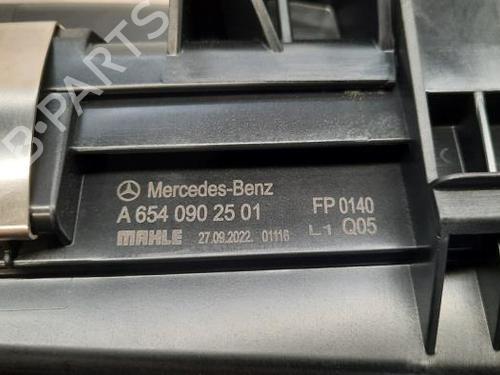 Mercedes-Benz
A 654 090 25 01 FP 0140
MAHLE 27.09.2022 01116 L1 Q05
B-PARTS